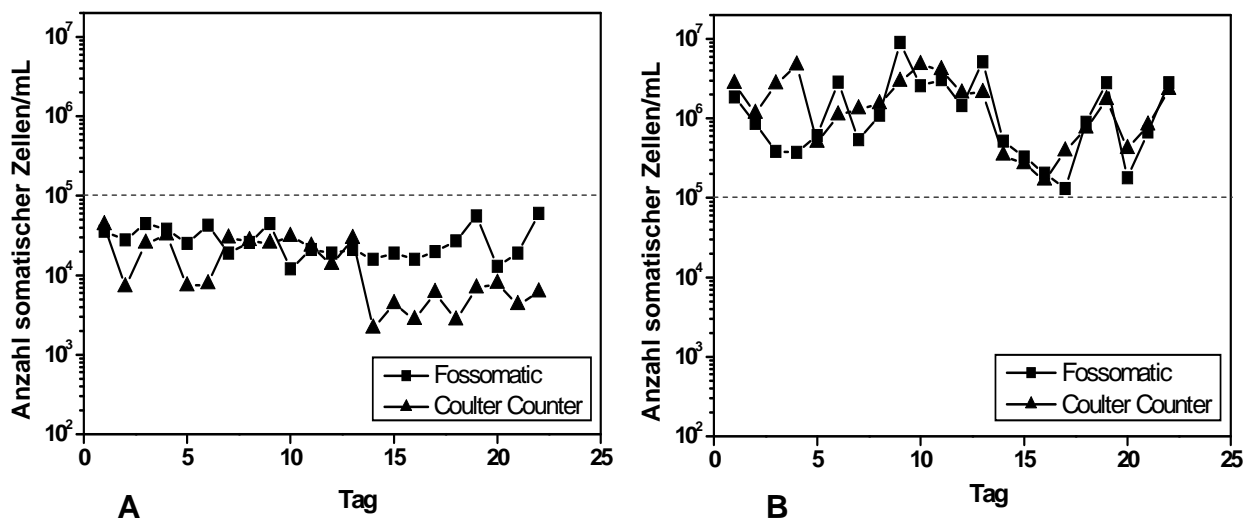 Anzahl somatischer Zellen/mL
10^7
10^6
10^5
10^4
10^3
10^2
0
5
10
15
20
25
Tag
Fossomatic
Coulter Counter
A
Anzahl somatischer Zellen/mL
10^7
10^6
10^5
10^4
10^3
10^2
0
5
10
15
20
25
Tag
Fossomatic
Coulter Counter
B